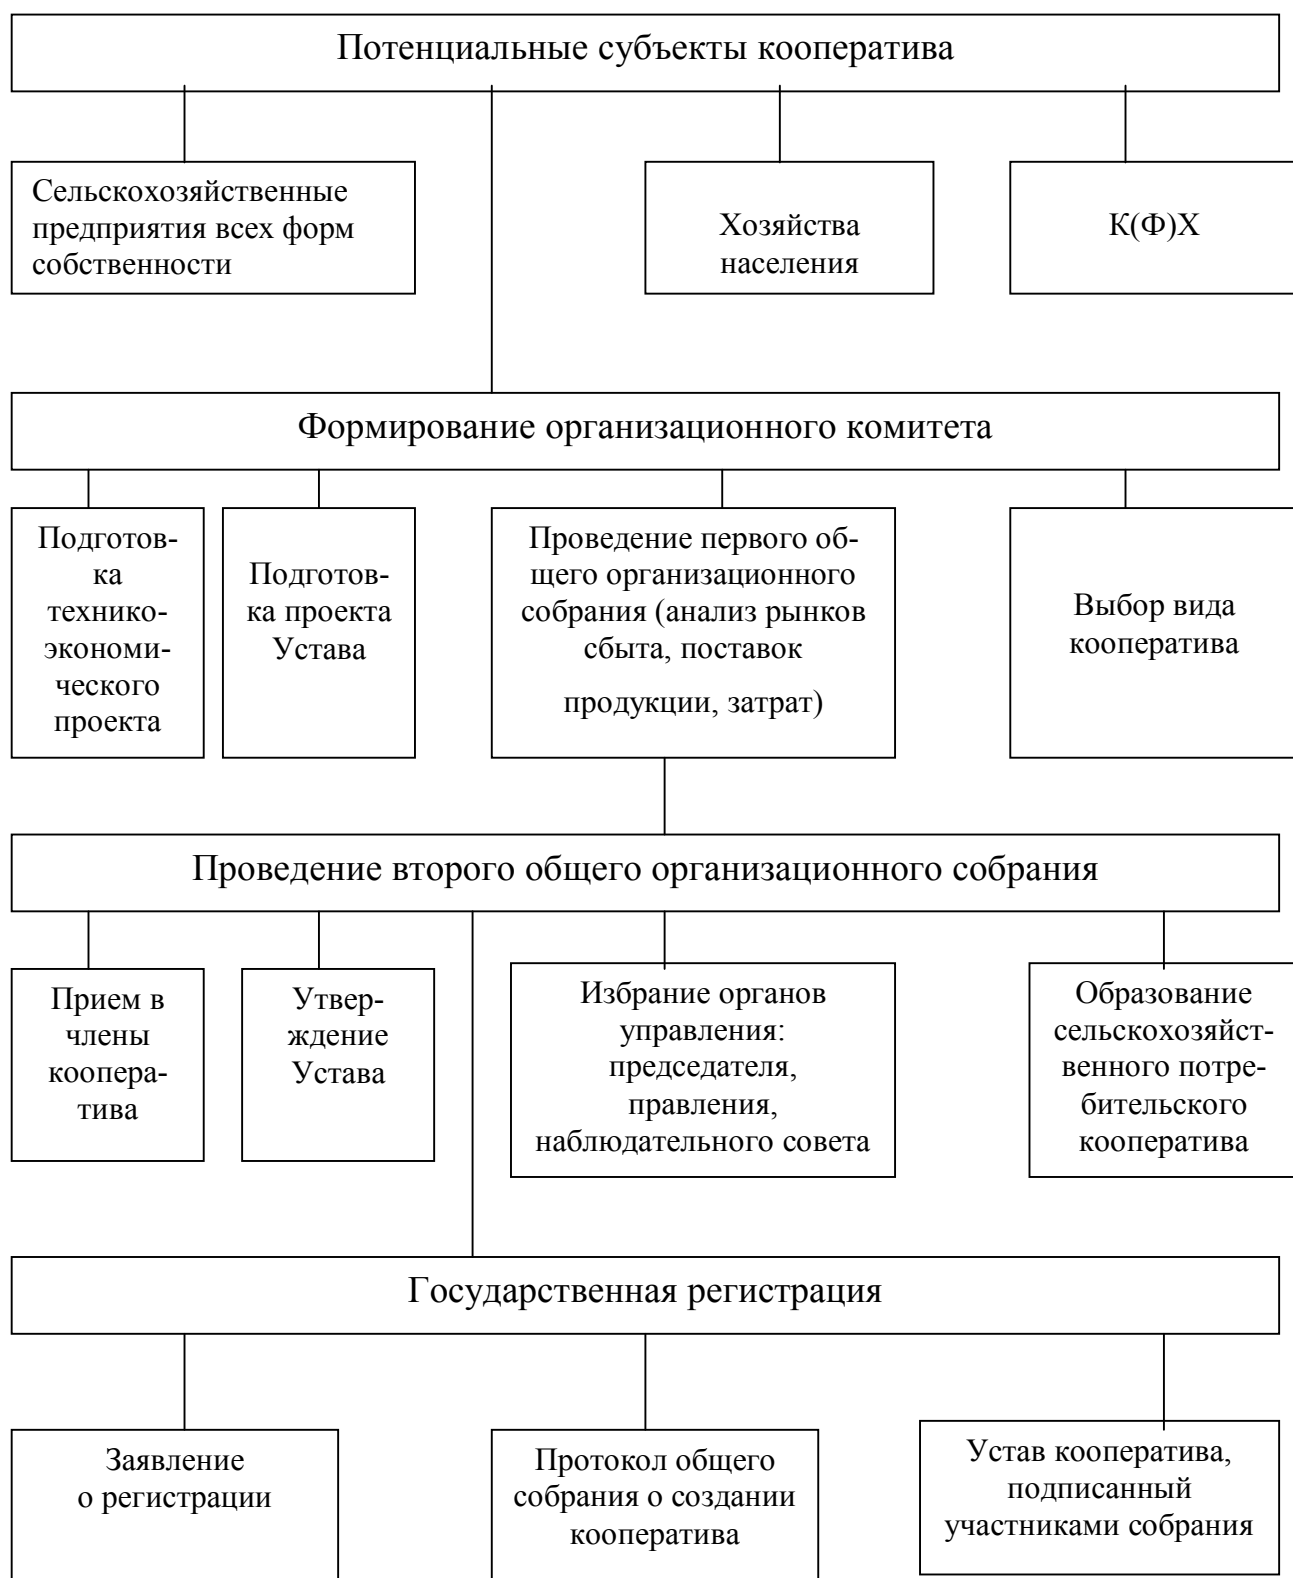 Потенциальные субъекты кооператива
Сельскохозяйственные
предприятия всех форм
собственности
Хозяйства
населения
К(Ф)Х
Формирование организационного комитета
Подготов-
ка
технико-
экономи-
ческого
проекта
Подготов-
ка проекта
Устава
Проведение первого об-
щего организационного
собрания (анализ рынков
сбыта, поставок
продукции, затрат)
Выбор вида
кооператива
Проведение второго общего организационного собрания
Прием в
члены
коопера-
тива
Утвер-
ждение
Устава
Избрание органов
управления:
председателя,
правления,
наблюдательного совета
Образование
сельскохозяйст-
венного потре-
бительского
кооператива
Государственная регистрация
Заявление
о регистрации
Протокол общего
собрания о создании
кооператива
Устав кооператива,
подписанный
участниками собрания